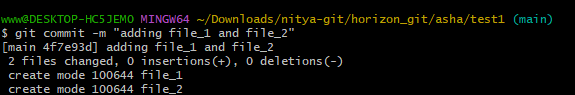 www@DESKTOP-HC5JEMO MINGW64 ~/Downloads/nitya-git/horizon_git/asha/test1 (main)
$ git commit -m "adding file_1 and file_2"
[main 4f7e93d] adding file_1 and file_2
 2 files changed, 0 insertions(+), 0 deletions(-)
 create mode 100644 file_1
 create mode 100644 file_2